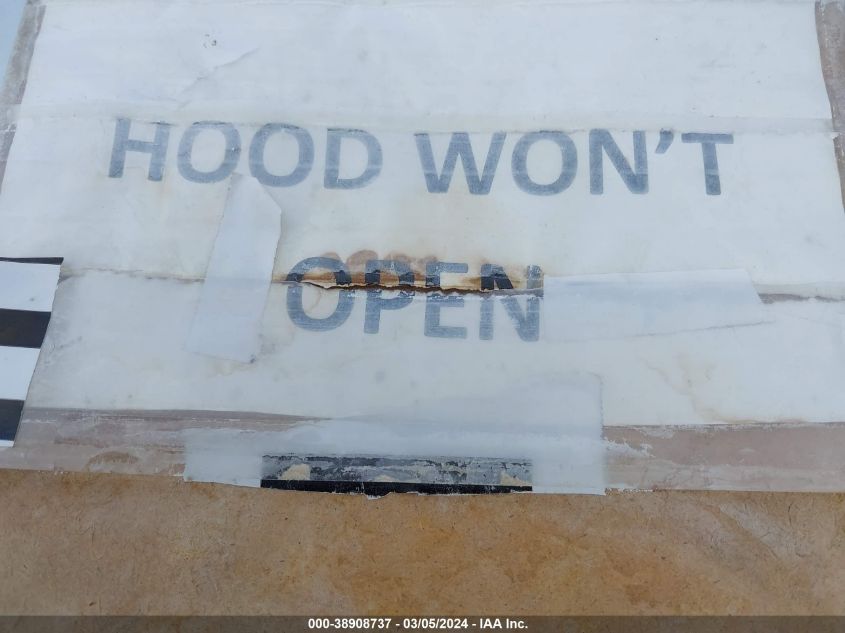 HOOD WON'T
OPEN
000-38908737 - 03/05/2024 - IAA Inc.